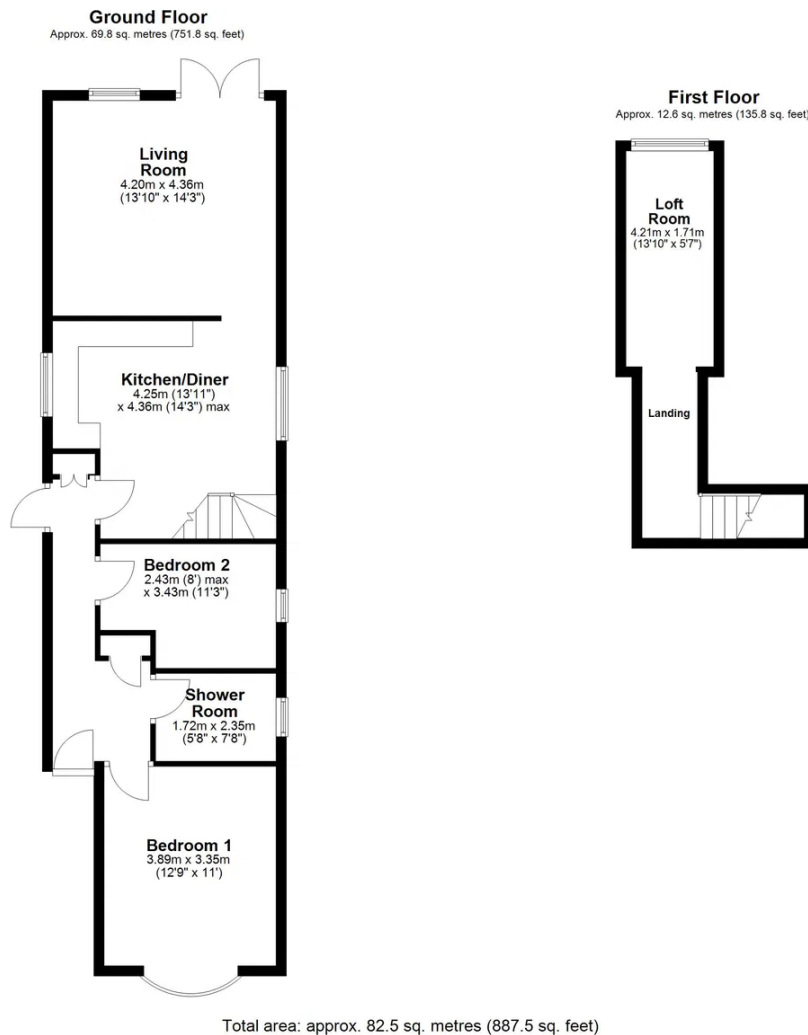 Ground Floor
Approx. 69.8 sq. metres (751.8 sq. feet)
Living
Room
4.20m x 4.36m
(13'10" x 14'3")
Kitchen/Diner
4.25m (13'11")
x 4.36m (14'3") max
Bedroom 2
2.43m (8') max
x 3.43m (11'3")
Shower
Room
1.72m x 2.35m
(5'8" x 7'8")
Bedroom 1
3.89m x 3.35m
(12'9" x 11')
First Floor
Approx. 12.6 sq. metres (135.8 sq. feet)
Loft
Room
4.21m x 1.71m
(13'10" x 5'7")
Landing
Total area: approx. 82.5 sq. metres (887.5 sq. feet)